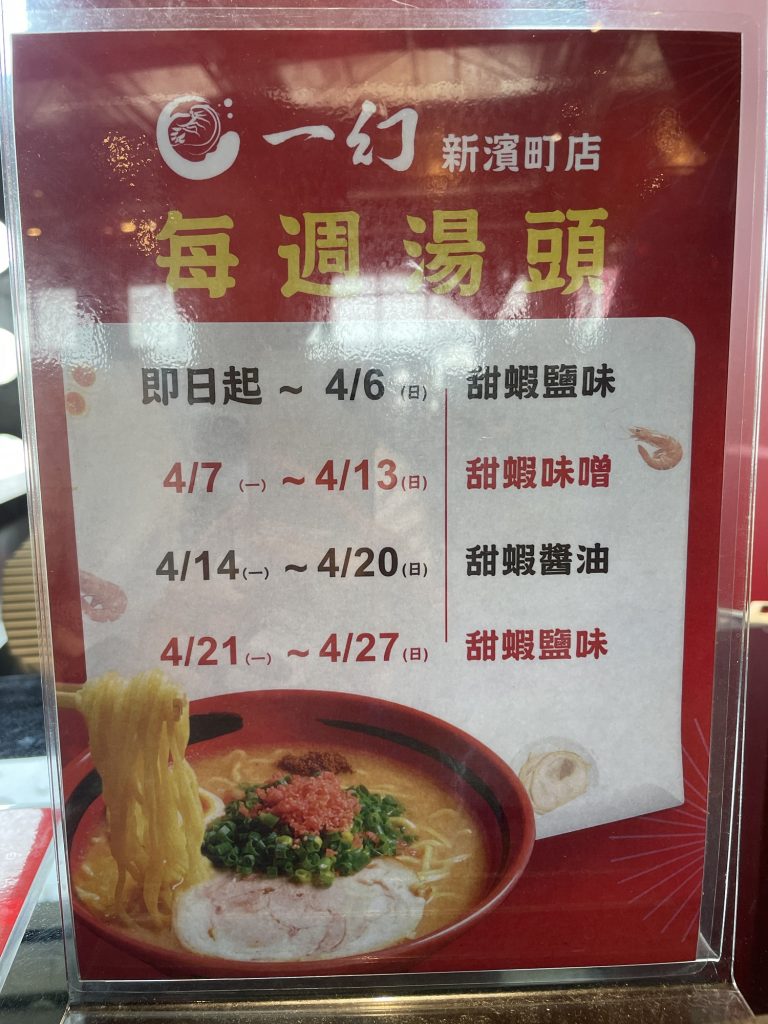 一幻 新濱町店
每週湯頭
即日起 ~ 4/6 (日) 甜蝦鹽味
4/7 (一) ~ 4/13 (日) 甜蝦味噌
4/14 (一) ~ 4/20 (日) 甜蝦醬油
4/21 (一) ~ 4/27 (日) 甜蝦鹽味